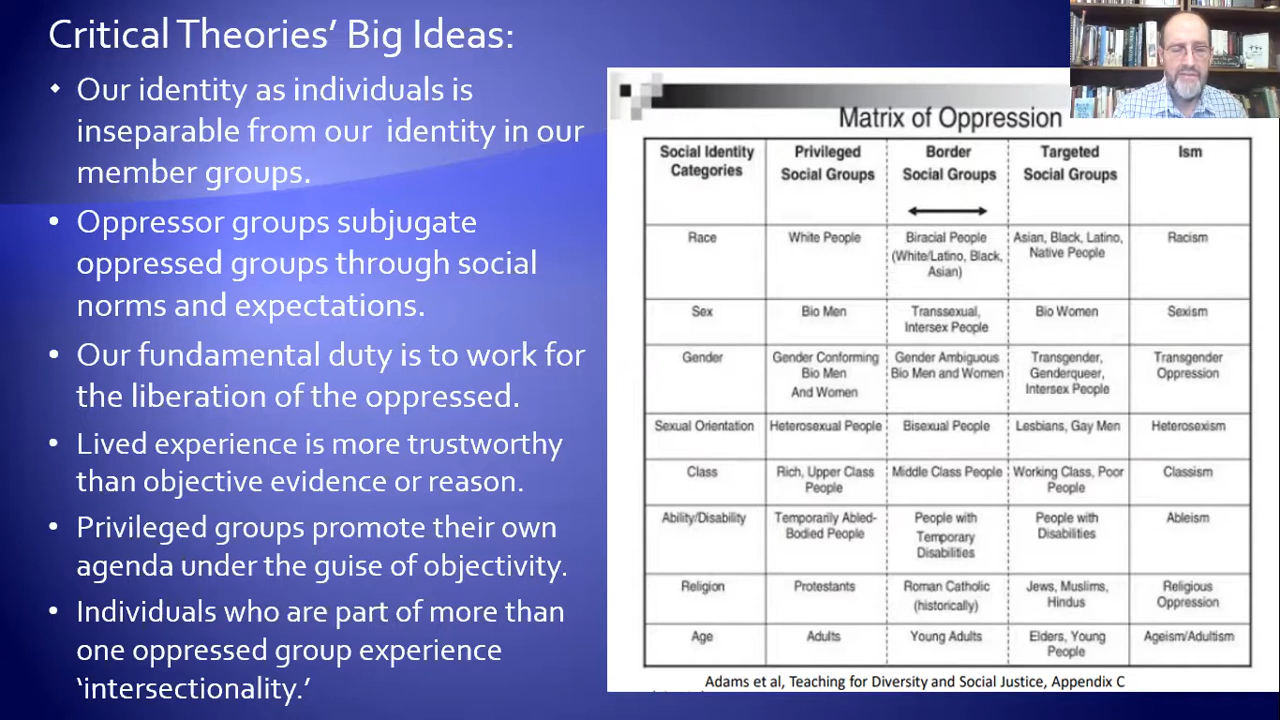 Critical Theories' Big Ideas:
Our identity as individuals is
inseparable from our identity in our
member groups.
Oppressor groups subjugate
oppressed groups through social
norms and expectations.
Our fundamental duty is to work for
the liberation of the oppressed.
Lived experience is more trustworthy
than objective evidence or reason.
Privileged groups promote their own
agenda under the guise of objectivity.
Individuals who are part of more than
one oppressed group experience
'intersectionality.'
Matrix of Oppression
Social Identity
Categories
Privileged
Social Groups
Border
Social Groups
Targeted
Social Groups
Ism
Race
White People
Biracial People
(White/Latino, Black,
Asian)
Asian, Black, Latino,
Native People
Racism
Sex
Bio Men
Transsexual,
Intersex People
Bio Women
Sexism
Gender
Gender Conforming
Bio Men
And Women
Gender Ambiguous
Bio Men and Women
Transgender,
Genderqueer,
Intersex People
Transgender
Oppression
Sexual Orientation
Heterosexual People
Bisexual People
Lesbians, Gay Men
Heterosexism
Class
Rich, Upper Class
People
Middle Class People
Working Class, Poor
People
Classism
Ability/Disability
Temporarily Abled-
Bodied People
People with
Temporary
Disabilities
People with
Disabilities
Ableism
Religion
Protestants
Roman Catholic
(historically)
Jews, Muslims,
Hindus
Religious
Oppression
Age
Adults
Young Adults
Elders, Young
People
Ageism/Adultism
Adams et al, Teaching for Diversity and Social Justice, Appendix C